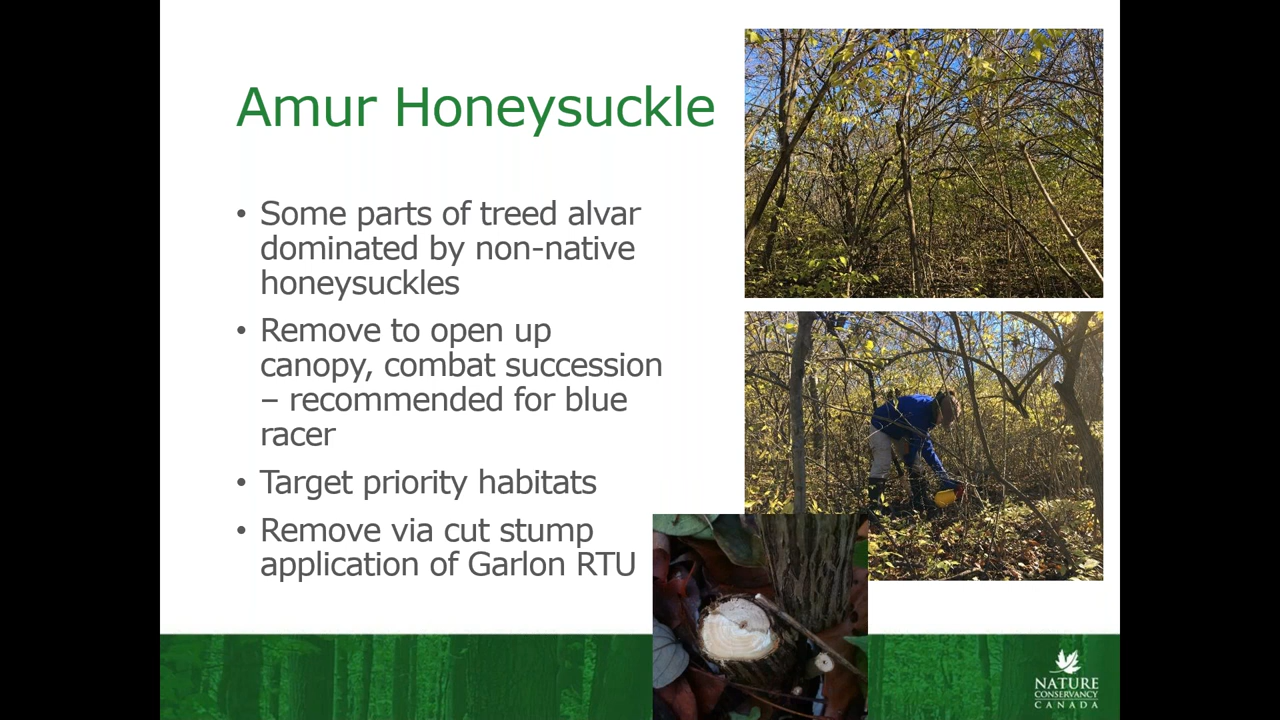 Amur Honeysuckle
• Some parts of treed alvar
dominated by non-native
honeysuckles
• Remove to open up
canopy, combat succession
– recommended for blue
racer
• Target priority habitats
• Remove via cut stump
application of Garlon RTU
NATURE
CONSERVANCY
CANADA